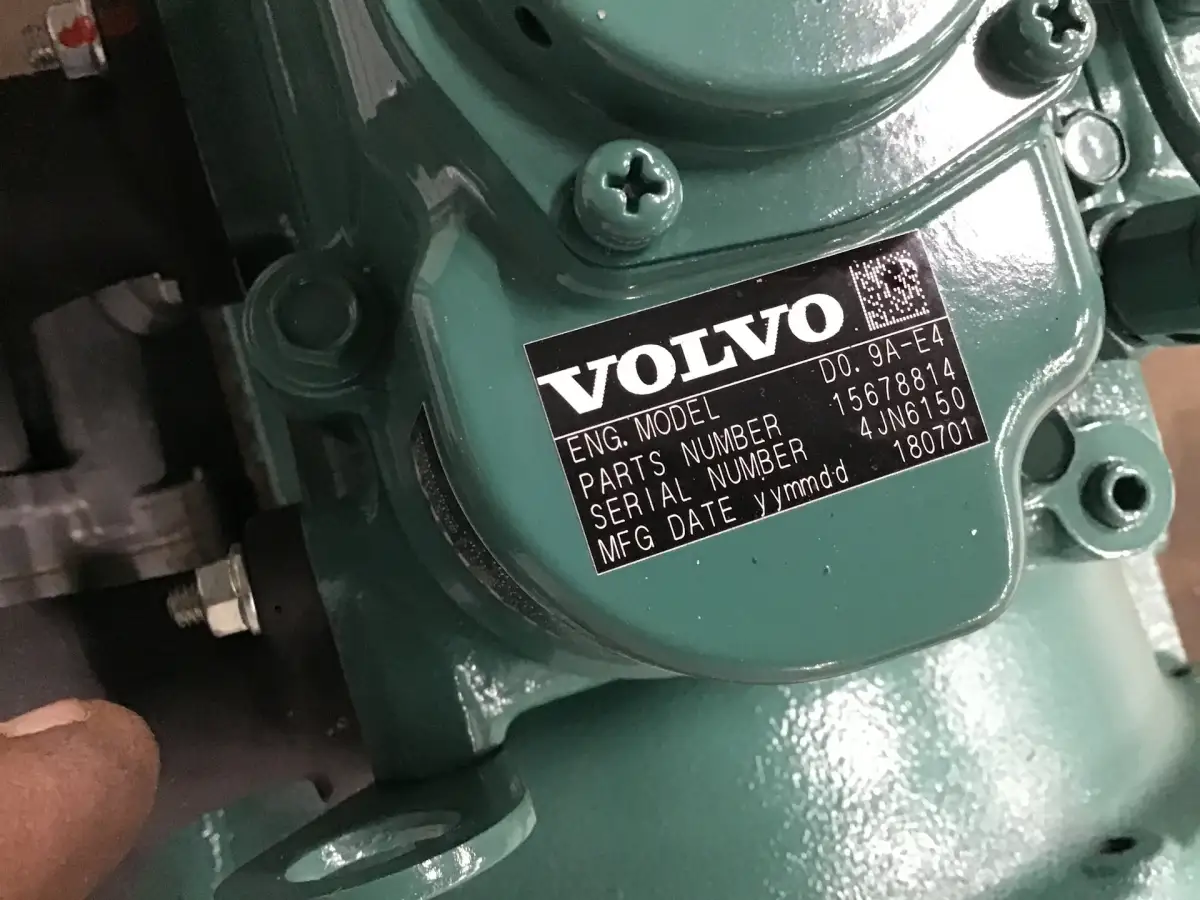 VOLVO
ENG. MODEL D0. 9A-E4
PARTS NUMBER 15678814
SERIAL NUMBER 4JN6150
MFG DATE yymmdd 180701